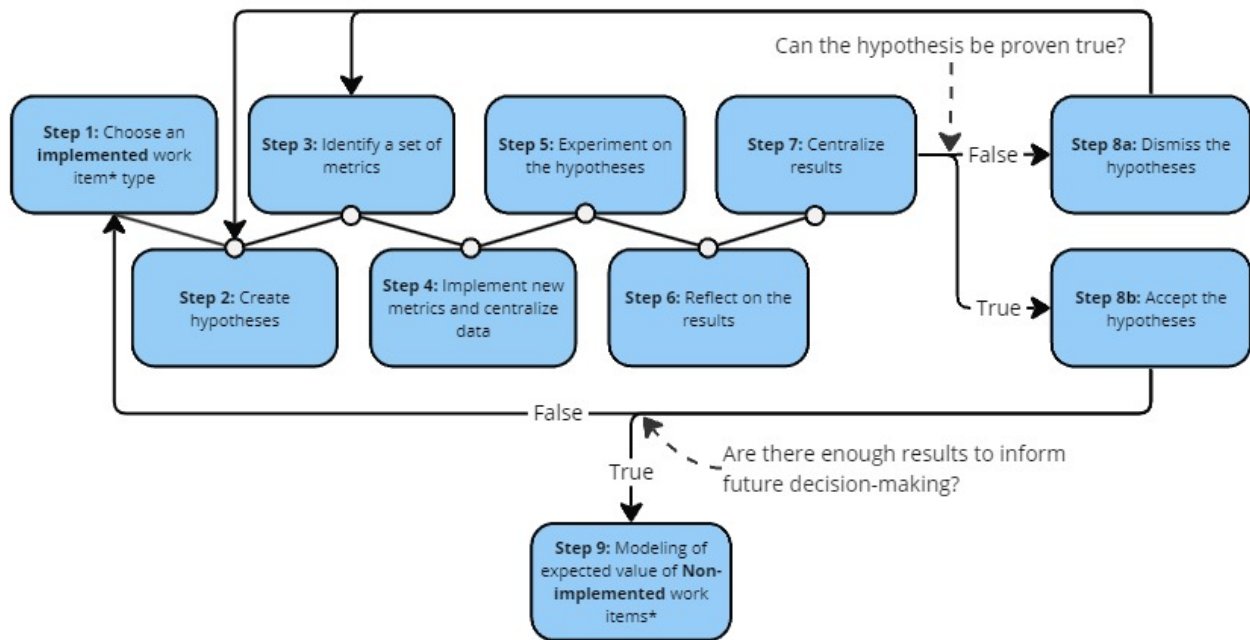 Can the hypothesis be proven true?
Step 1: Choose an
implemented work
item* type
Step 3: Identify a set of
metrics
Step 5: Experiment on
the hypotheses
Step 7: Centralize
results
False
Step 8a: Dismiss the
hypotheses
Step 2: Create
hypotheses
Step 4: Implement new
metrics and centralize
data
Step 6: Reflect on the
results
True
Step 8b: Accept the
hypotheses
False
Are there enough results to inform
future decision-making?
True
Step 9: Modeling of
expected value of Non-
implemented work
items*